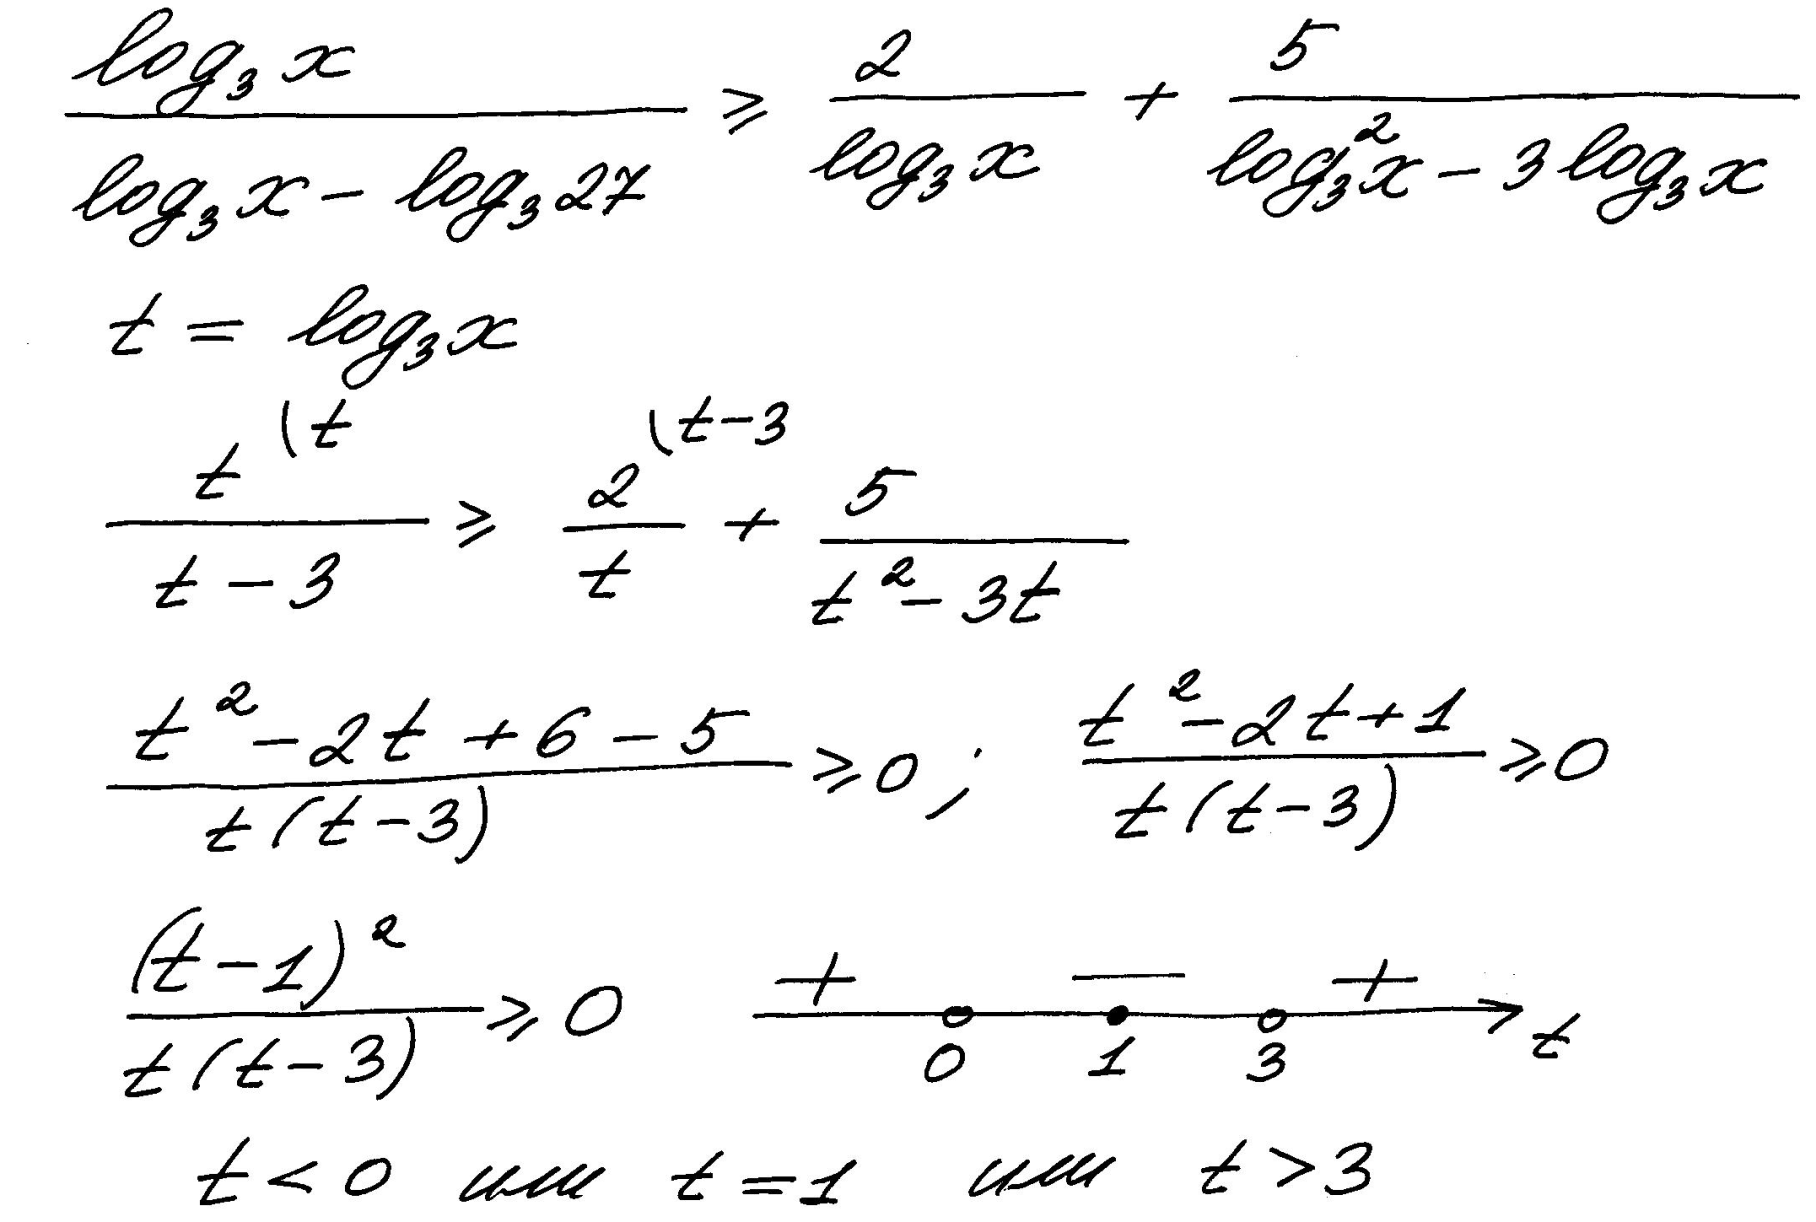 log₃x / (log₃x − log₃27) ⩾ 2 / log₃x + 5 / (log₃²x − 3log₃x)
t = log₃x
t^(\t) / (t − 3) ⩾ 2^(\t−3) / t + 5 / (t² − 3t)
(t² − 2t + 6 − 5) / (t(t−3)) ⩾ 0 ; (t² − 2t + 1) / (t(t−3)) ⩾ 0
(t−1)² / (t(t−3)) ⩾ 0 + − + 0 1 3 t
t < 0 или t = 1 или t > 3